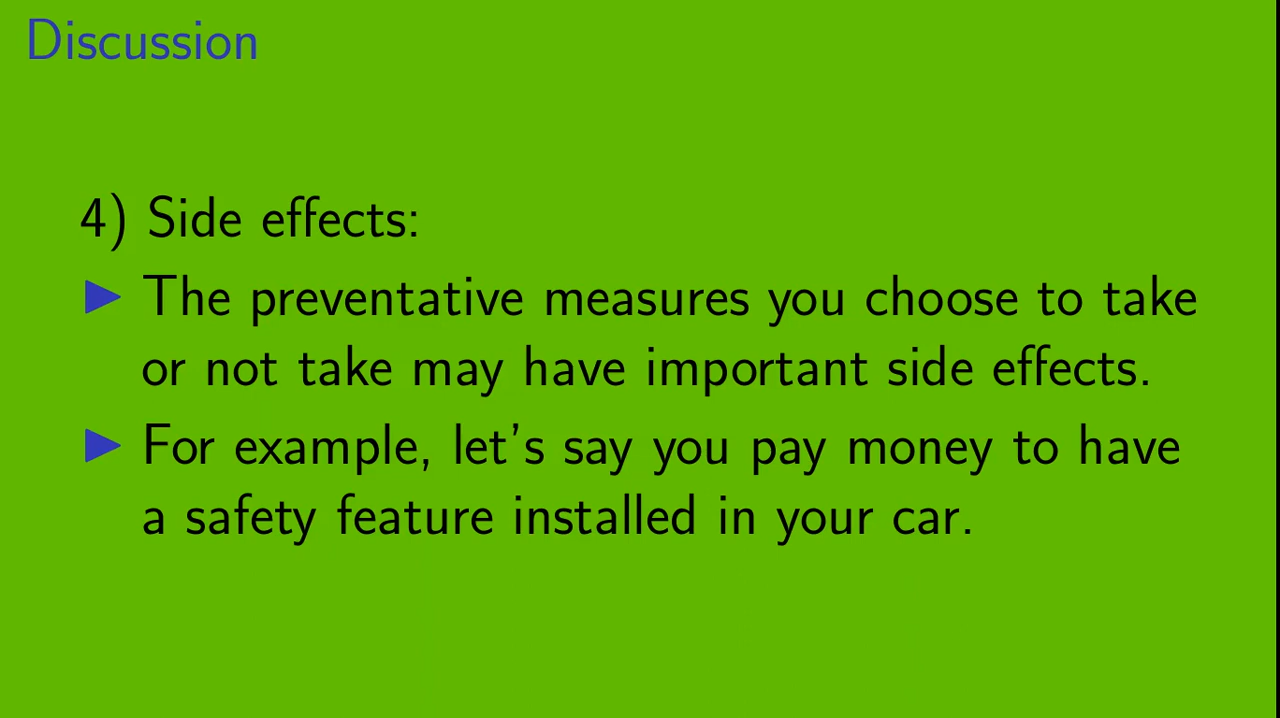 Discussion
4) Side effects:
▶ The preventative measures you choose to take
or not take may have important side effects.
▶ For example, let's say you pay money to have
a safety feature installed in your car.